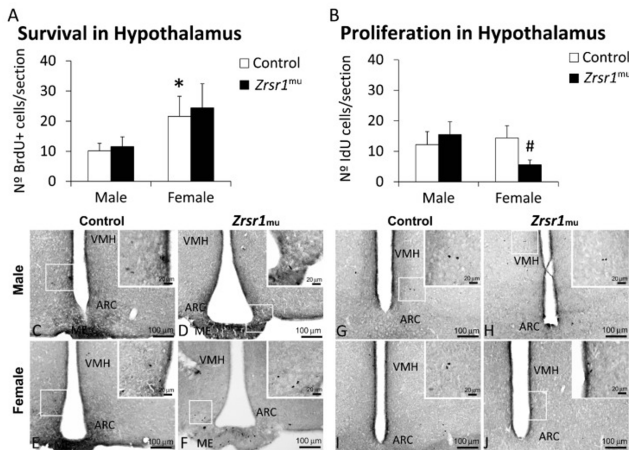 A
B
Survival in Hypothalamus
Proliferation in Hypothalamus
Control
Zrsr1mu
Control
Zrsr1mu
Nº BrdU+ cells/section
40
30
20
10
0
*
Male
Female
Nº IdU cells/section
40
30
20
10
0
#
Male
Female
Control
Zrsr1mu
Control
Zrsr1mu
Male
VMH
20 µm
ARC
ME
C
100 µm
VMH
20 µm
ARC
D
100 µm
VMH
20 µm
ARC
G
100 µm
VMH
20 µm
ARC
H
100 µm
Female
VMH
20 µm
ARC
E
100 µm
VMH
20 µm
ARC
ME
F
100 µm
VMH
20 µm
ARC
I
100 µm
VMH
20 µm
ARC
J
100 µm